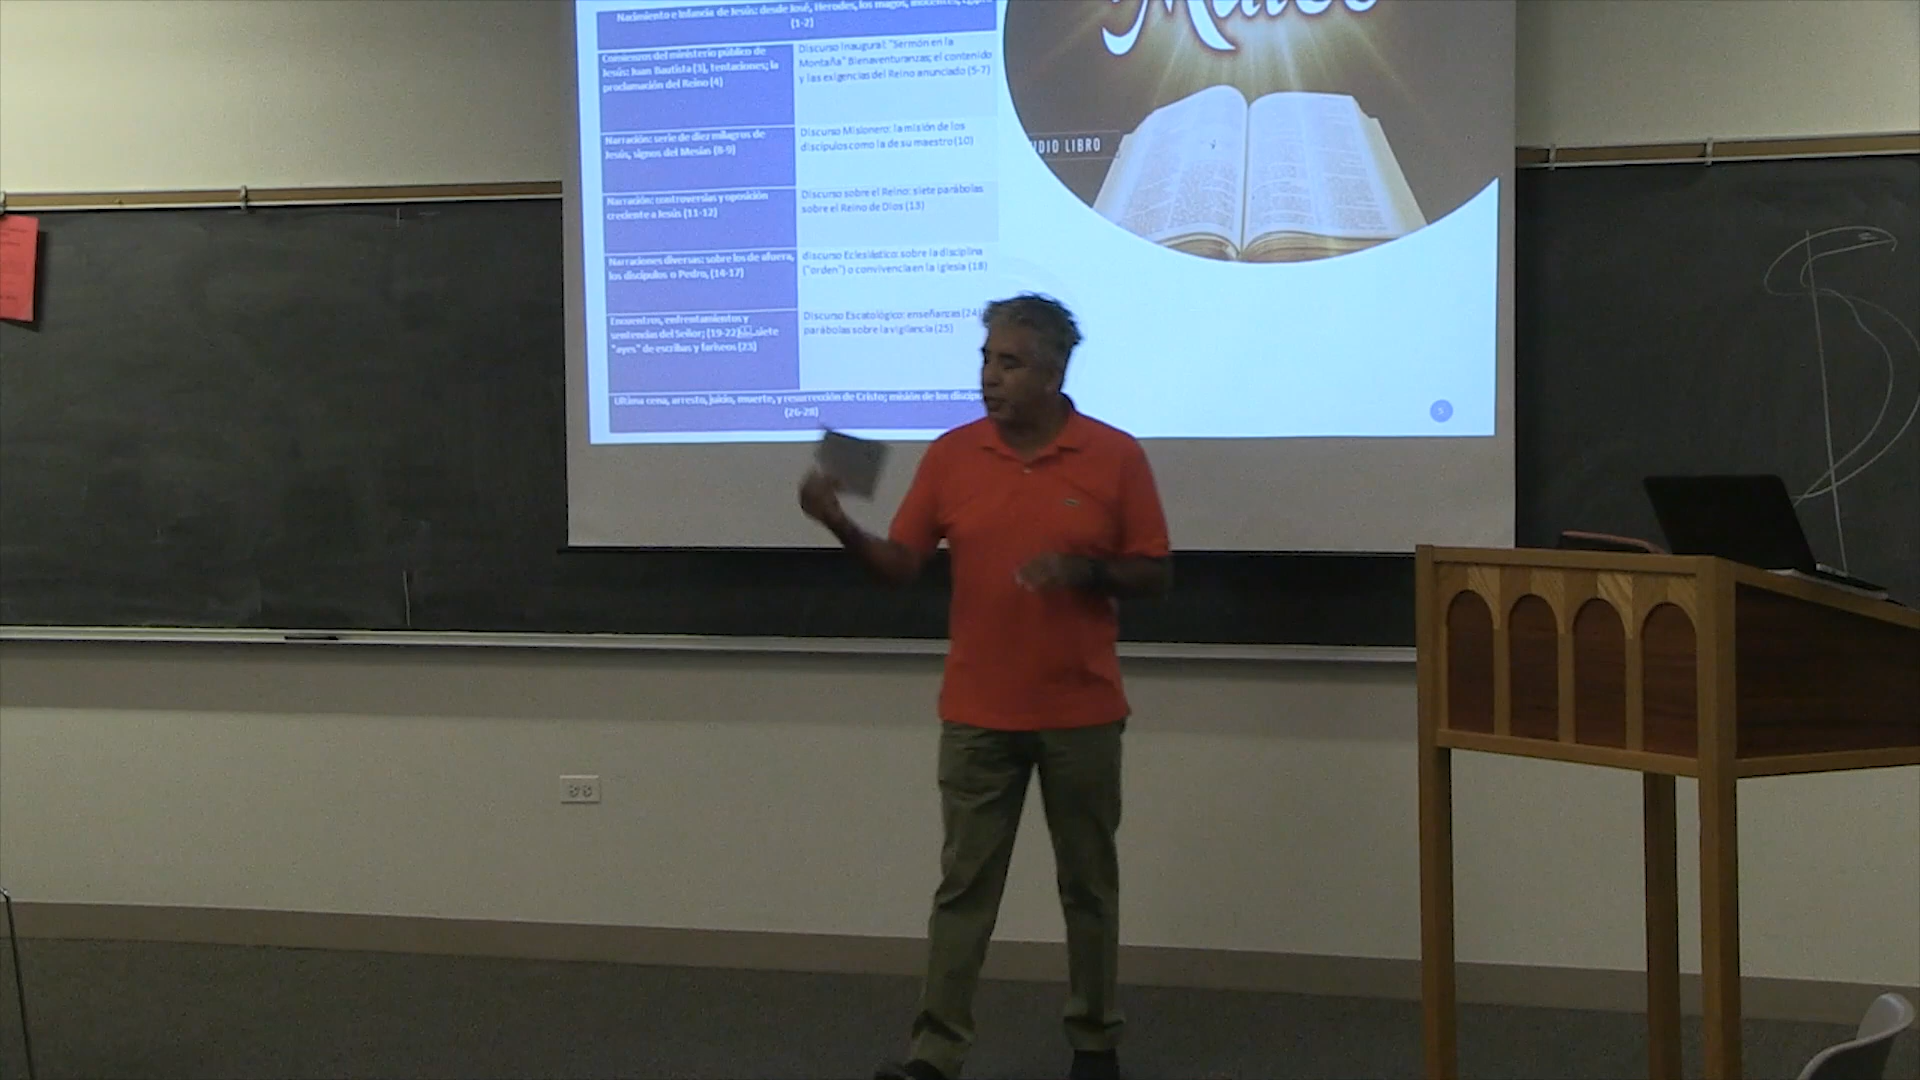 Nacimiento e Infancia de Jesús: desde José, Herodes, los magos, inocentes,
(1-2)
Comienzos del ministerio público de
Jesús: Juan Bautista (3), tentaciones; la
proclamación del Reino (4)
Discurso Inaugural: "Sermón en la
Montaña" Bienaventuranzas; el contenido
y las exigencias del Reino anunciado (5-7)
Narración: serie de diez milagros de
Jesús, signos del Mesías (8-9)
Discurso Misionero: la misión de los
discípulos como la de su maestro (10)
Narración: controversias y oposición
creciente a Jesús (11-12)
Discurso sobre el Reino: siete parábolas
sobre el Reino de Dios (13)
Narraciones diversas: sobre los de afuera,
los discípulos o Pedro, (14-17)
discurso Eclesiástico: sobre la disciplina
("orden") o convivencia en la iglesia (18)
Encuentros, enfrentamientos y
sentencias del Señor; (19-22) siete
"ayes" de escribas y fariseos (23)
Discurso Escatológico: enseñanzas (24)
parábolas sobre la vigilancia (25)
Ultima cena, arresto, juicio, muerte, y resurrección de Cristo; misión de los
(26-28)
Mateo
DIO LIBRO
5